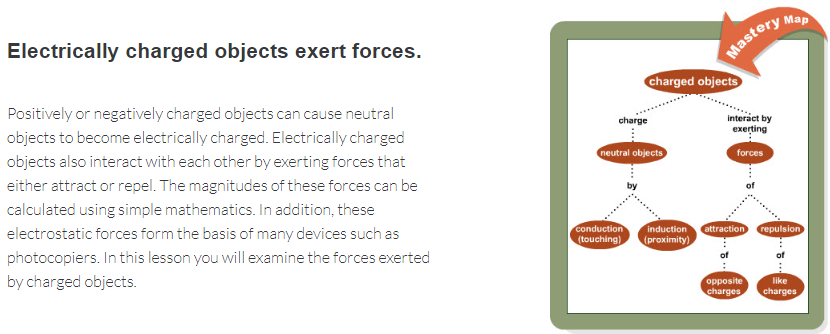 Electrically charged objects exert forces.
Positively or negatively charged objects can cause neutral
objects to become electrically charged. Electrically charged
objects also interact with each other by exerting forces that
either attract or repel. The magnitudes of these forces can be
calculated using simple mathematics. In addition, these
electrostatic forces form the basis of many devices such as
photocopiers. In this lesson you will examine the forces exerted
by charged objects.
Mastery Map
charged objects
charge
interact by
exerting
neutral objects
forces
by
of
conduction
(touching)
induction
(proximity)
attraction
repulsion
of
of
opposite
charges
like
charges